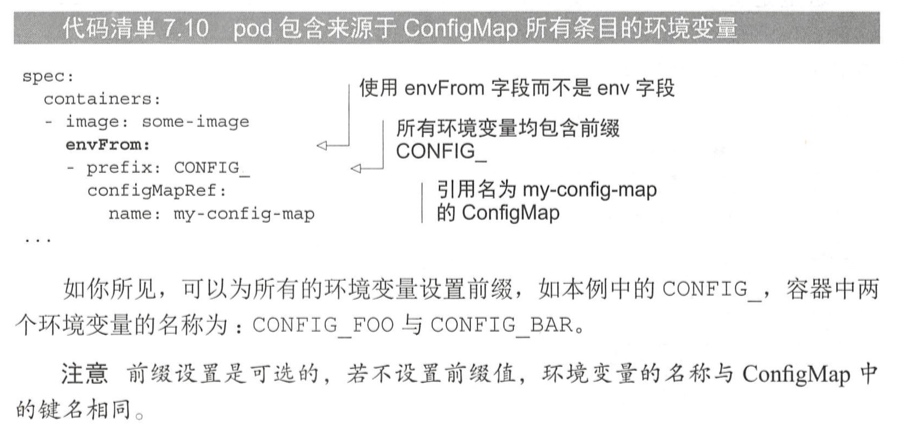 代码清单 7.10 pod 包含来源于 ConfigMap 所有条目的环境变量
spec:
containers:
- image: some-image
envFrom:
- prefix: CONFIG_
configMapRef:
name: my-config-map
...
使用 envFrom 字段而不是 env 字段
所有环境变量均包含前缀
CONFIG_
引用名为 my-config-map
的 ConfigMap
如你所见，可以为所有的环境变量设置前缀，如本例中的 CONFIG_，容器中两
个环境变量的名称为：CONFIG_FOO 与 CONFIG_BAR。
注意 前缀设置是可选的，若不设置前缀值，环境变量的名称与 ConfigMap 中
的键名相同。